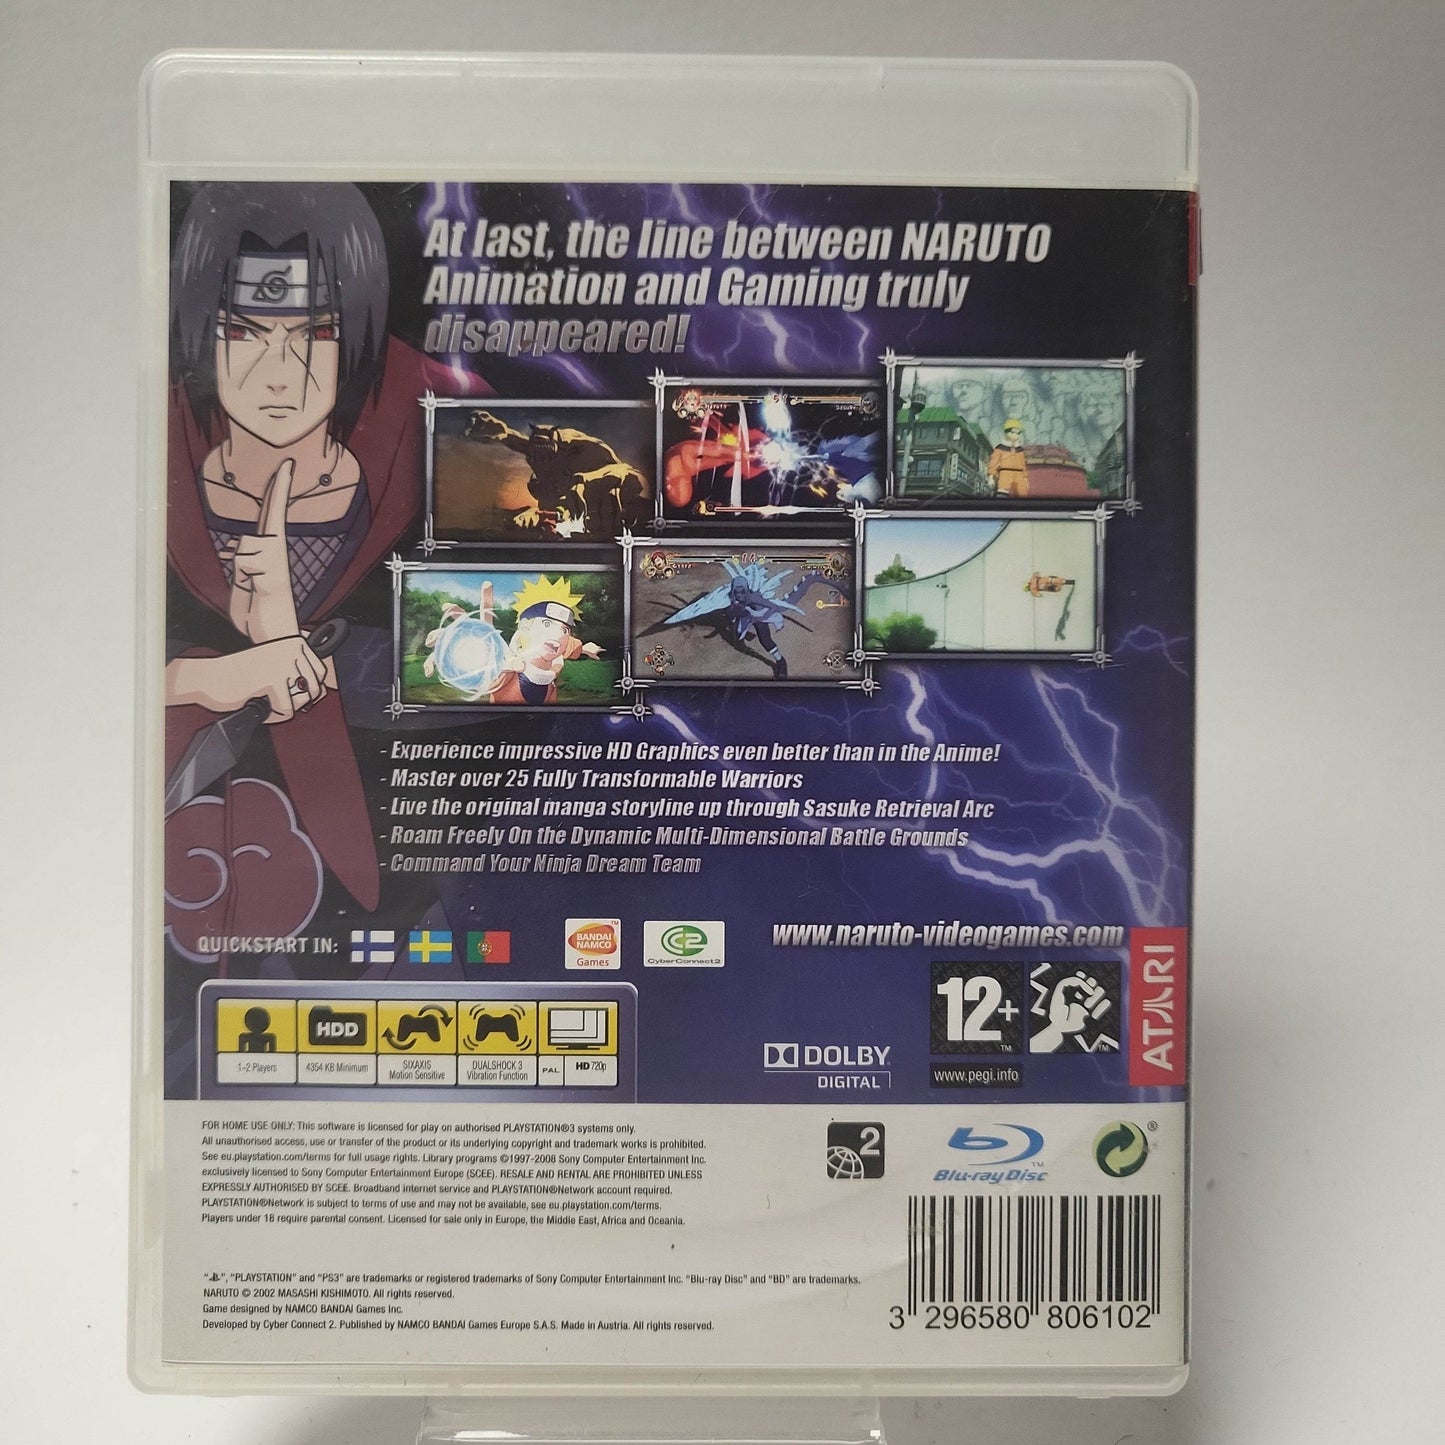 At last, the line between NARUTO
Animation and Gaming truly
disappeared!
- Experience impressive HD Graphics even better than in the Anime!
- Master over 25 Fully Transformable Warriors
- Live the original manga storyline up through Sasuke Retrieval Arc
- Roam Freely On the Dynamic Multi-Dimensional Battle Grounds
- Command Your Ninja Dream Team
QUICKSTART IN:
BANDAI
NAMCO
Games
TM
CyberConnect2
www.naruto-videogames.com
ATARI
HDD
1-2 Players
4354 KB Minimum
SIXAXIS
Motion Sensitive
DUALSHOCK 3
Vibration Function
PAL
HD 720p
DOLBY
DIGITAL
12+
TM
TM
www.pegi.info
FOR HOME USE ONLY: This software is licensed for play on authorised PLAYSTATION®3 systems only.
All unauthorised access, use or transfer of the product or its underlying copyright and trademark works is prohibited.
See eu.playstation.com/terms for full usage rights. Library programs ©1997-2008 Sony Computer Entertainment Inc.
exclusively licensed to Sony Computer Entertainment Europe (SCEE). RESALE AND RENTAL ARE PROHIBITED UNLESS
EXPRESSLY AUTHORISED BY SCEE. Broadband internet service and PLAYSTATION®Network account required.
PLAYSTATION®Network is subject to terms of use and may not be available, see eu.playstation.com/terms.
Players under 18 require parental consent. Licensed for sale only in Europe, the Middle East, Africa and Oceania.
2
Blu-ray Disc
TM
®
"", "PLAYSTATION" and "PS3" are trademarks or registered trademarks of Sony Computer Entertainment Inc. "Blu-ray Disc" and "BD" are trademarks.
NARUTO © 2002 MASASHI KISHIMOTO. All rights reserved.
Game designed by NAMCO BANDAI Games Inc.
Developed by Cyber Connect 2. Published by NAMCO BANDAI Games Europe S.A.S. Made in Austria. All rights reserved.
3 296580 806102